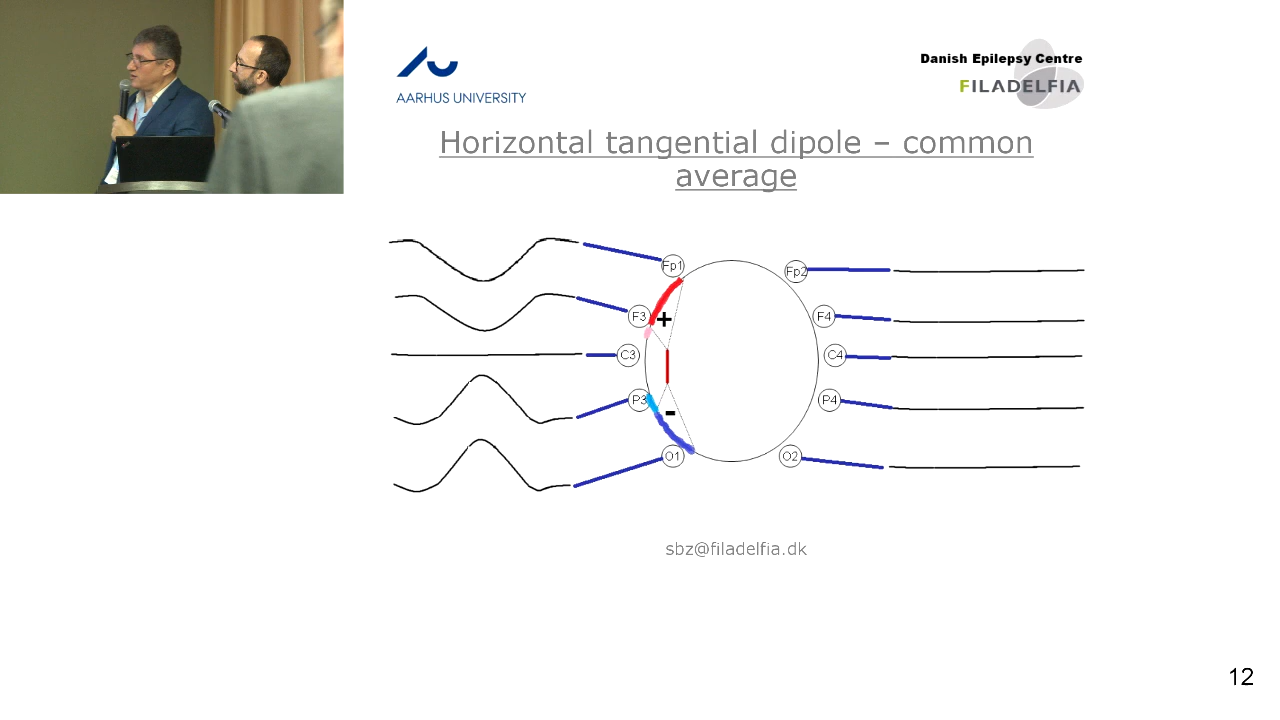 AARHUS UNIVERSITY
Danish Epilepsy Centre
FILADELFIA
Horizontal tangential dipole – common
average
Fp1
Fp2
F3
+
F4
C3
C4
P3
-
P4
O1
O2
sbz@filadelfia.dk
12